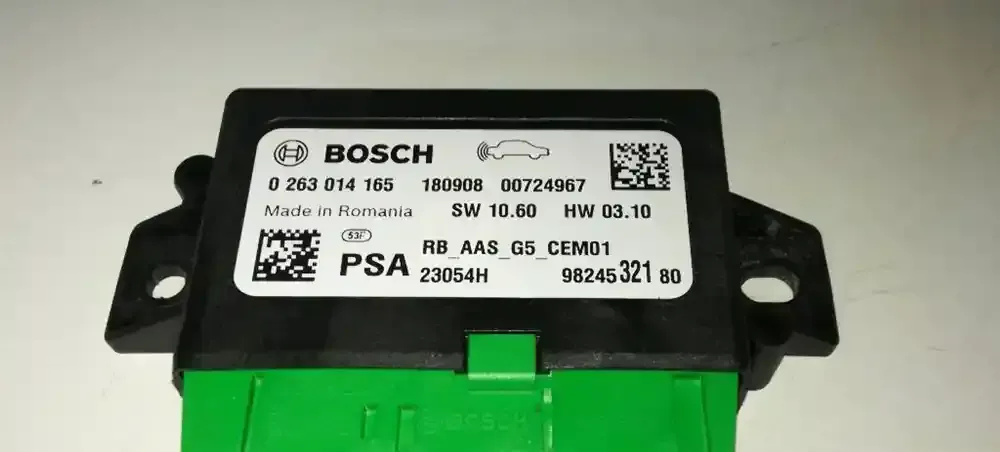 BOSCH
0 263 014 165 180908 00724967
Made in Romania SW 10.60 HW 03.10
53F RB_AAS_G5_CEM01
PSA 23054H 98245 321 80
BOSCH